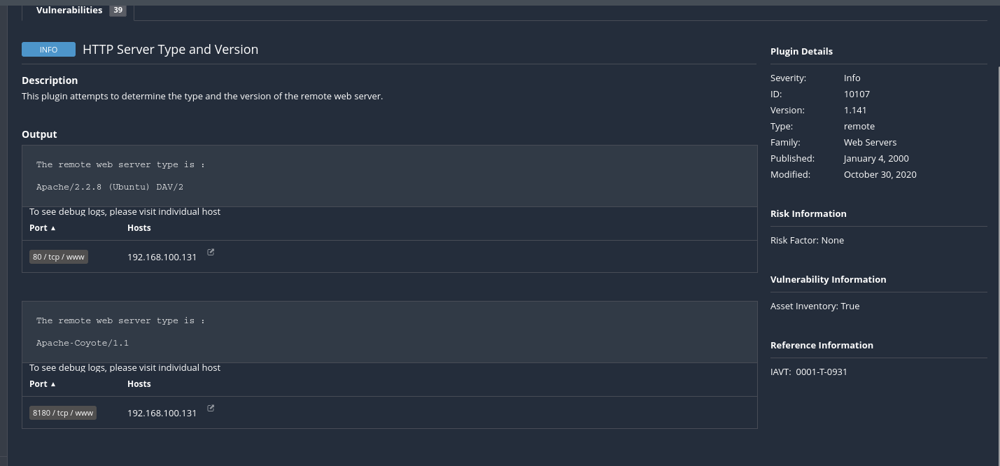 Vulnerabilities 39
INFO HTTP Server Type and Version
Description
This plugin attempts to determine the type and the version of the remote web server.
Output
The remote web server type is :
Apache/2.2.8 (Ubuntu) DAV/2
To see debug logs, please visit individual host
Port ▲ Hosts
80 / tcp / www 192.168.100.131
The remote web server type is :
Apache-Coyote/1.1
To see debug logs, please visit individual host
Port ▲ Hosts
8180 / tcp / www 192.168.100.131
Plugin Details
Severity: Info
ID: 10107
Version: 1.141
Type: remote
Family: Web Servers
Published: January 4, 2000
Modified: October 30, 2020
Risk Information
Risk Factor: None
Vulnerability Information
Asset Inventory: True
Reference Information
IAVT: 0001-T-0931